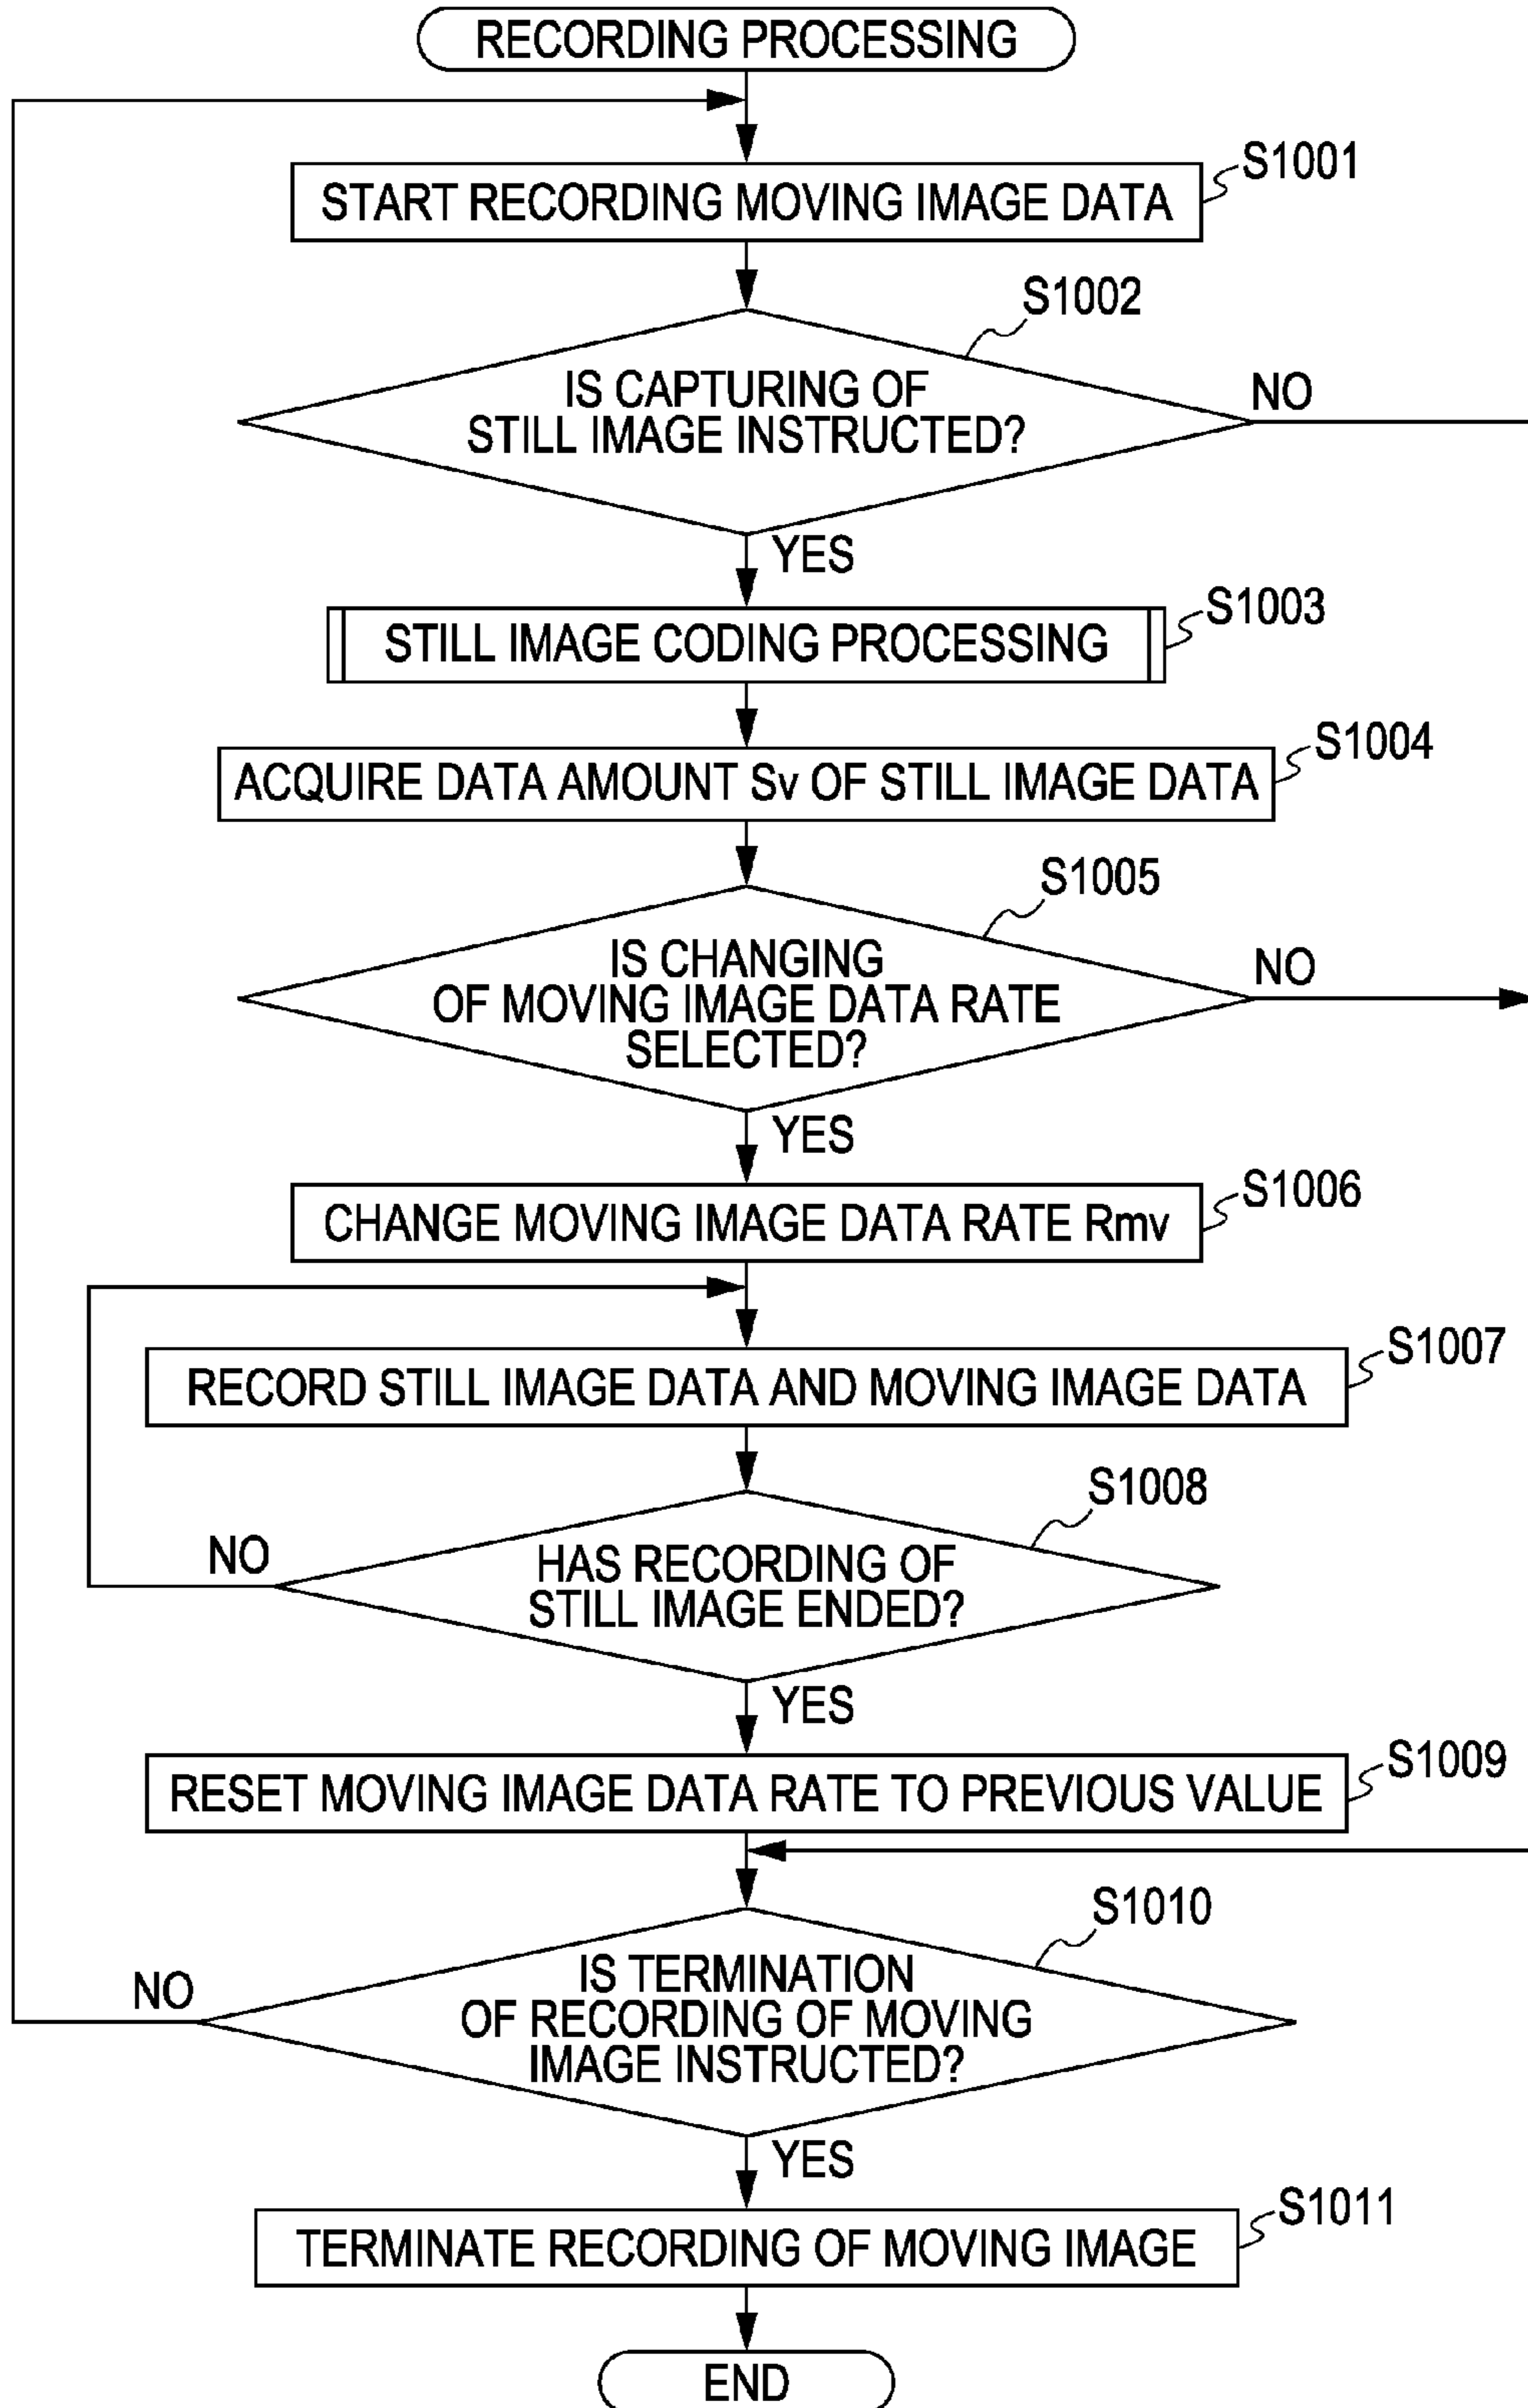 RECORDING PROCESSING
START RECORDING MOVING IMAGE DATA
S1001
S1002
IS CAPTURING OF
STILL IMAGE INSTRUCTED?
NO
YES
STILL IMAGE CODING PROCESSING
S1003
ACQUIRE DATA AMOUNT Sv OF STILL IMAGE DATA
S1004
S1005
IS CHANGING
OF MOVING IMAGE DATA RATE
SELECTED?
NO
YES
CHANGE MOVING IMAGE DATA RATE Rmv
S1006
RECORD STILL IMAGE DATA AND MOVING IMAGE DATA
S1007
S1008
HAS RECORDING OF
STILL IMAGE ENDED?
NO
YES
RESET MOVING IMAGE DATA RATE TO PREVIOUS VALUE
S1009
S1010
IS TERMINATION
OF RECORDING OF MOVING
IMAGE INSTRUCTED?
NO
YES
TERMINATE RECORDING OF MOVING IMAGE
S1011
END